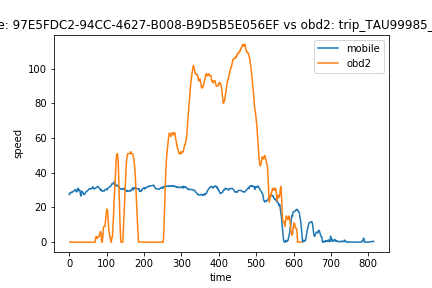 e: 97E5FDC2-94CC-4627-B008-B9D5B5E056EF vs obd2: trip_TAU99985_
mobile
obd2
100
80
60
40
20
0
speed
0 100 200 300 400 500 600 700 800
time